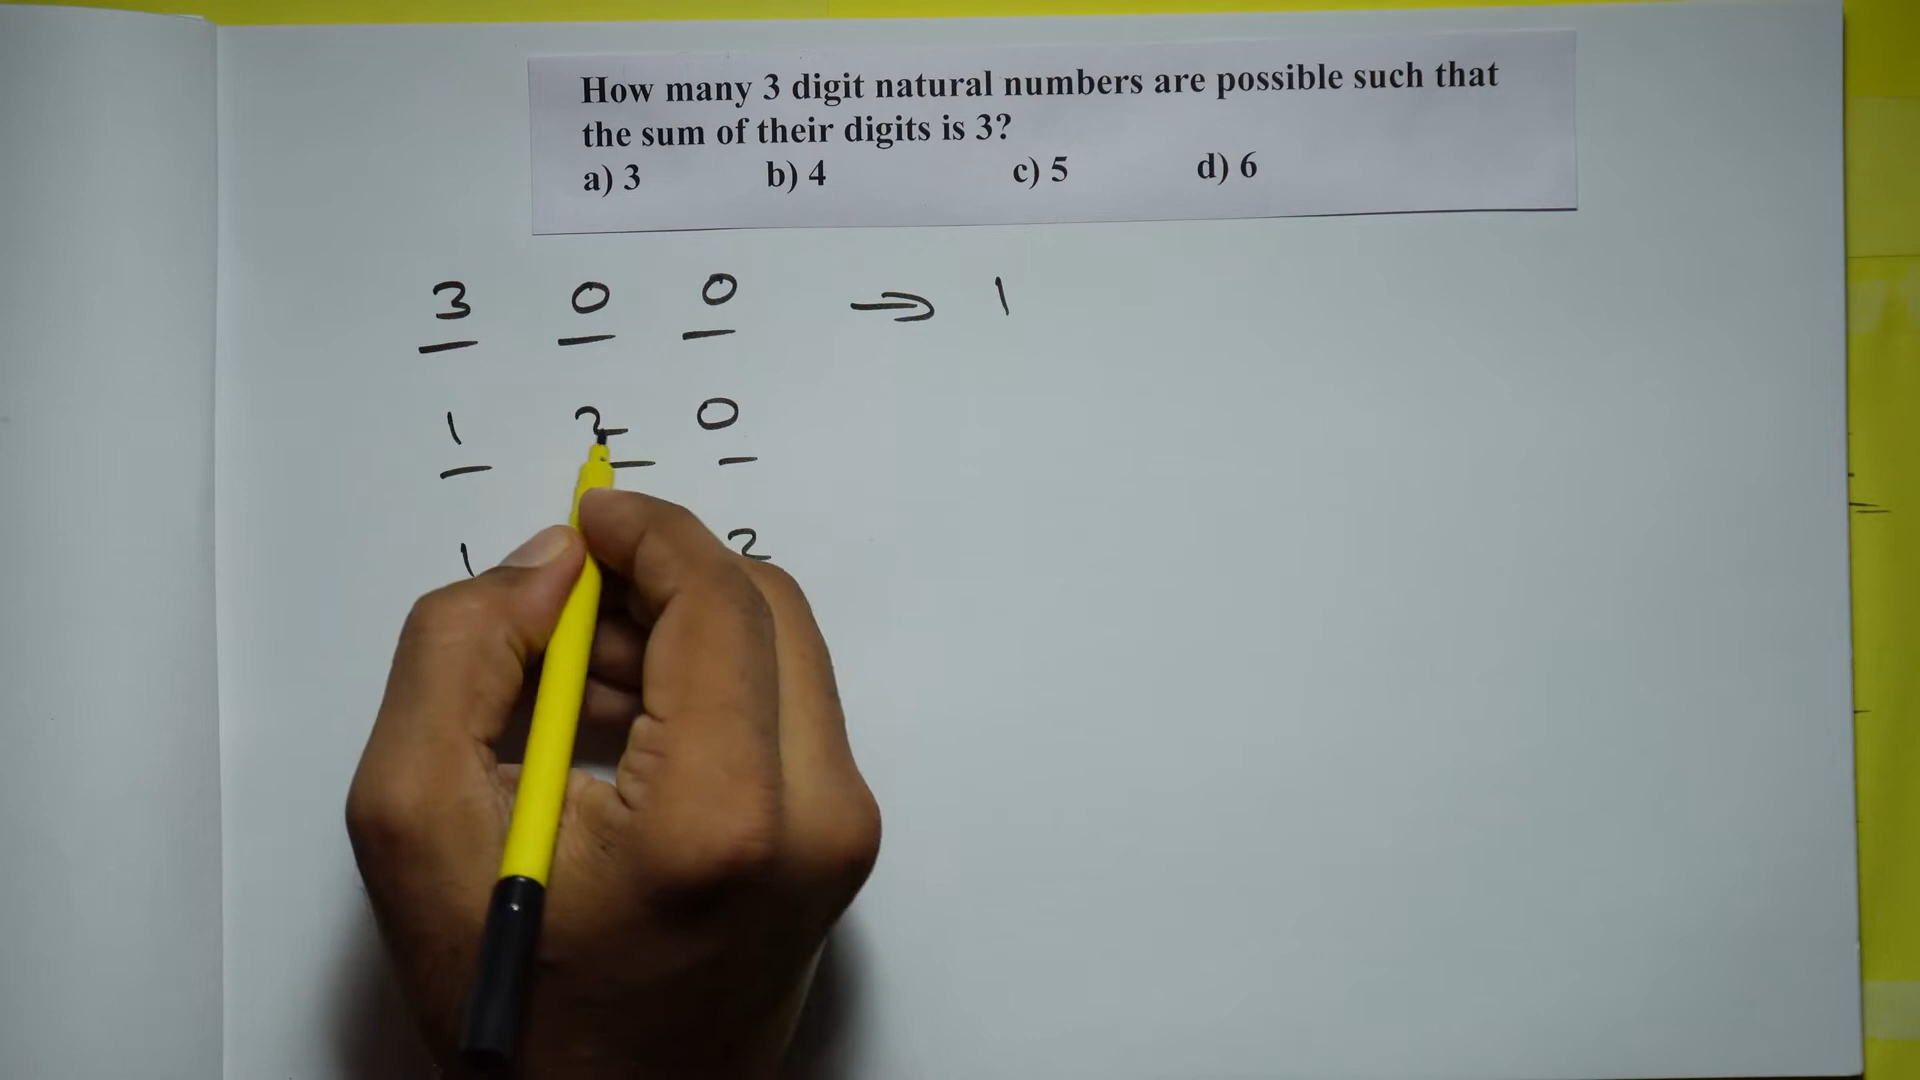 How many 3 digit natural numbers are possible such that
the sum of their digits is 3?
a) 3 b) 4 c) 5 d) 6
3 0 0 ⇒ 1
1 2 0
1 2